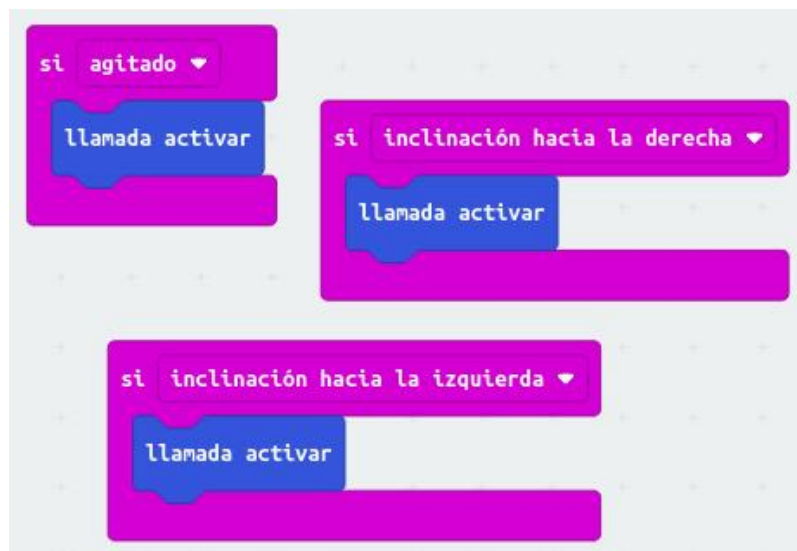 si agitado
llamada activar
si inclinación hacia la derecha
llamada activar
si inclinación hacia la izquierda
llamada activar